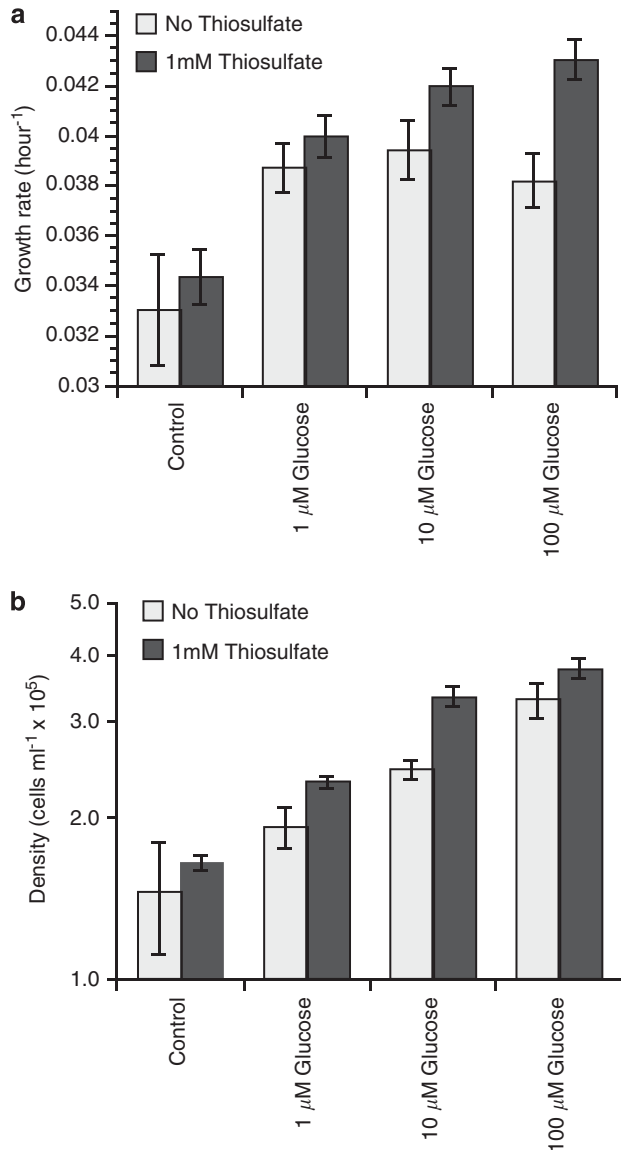 a
No Thiosulfate
1mM Thiosulfate
Growth rate (hour⁻¹)
0.044
0.042
0.04
0.038
0.036
0.034
0.032
0.03
Control
1 μM Glucose
10 μM Glucose
100 μM Glucose
b
No Thiosulfate
1mM Thiosulfate
Density (cells ml⁻¹ x 10⁵)
5.0
4.0
3.0
2.0
1.0
Control
1 μM Glucose
10 μM Glucose
100 μM Glucose